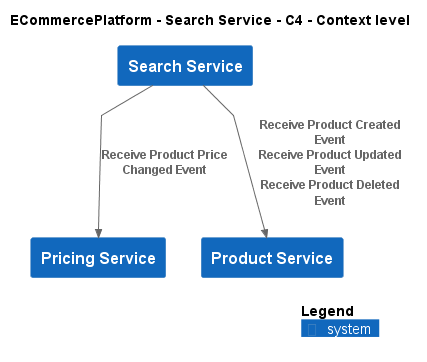 ECommercePlatform - Search Service - C4 - Context level
Search Service
Receive Product Price
Changed Event
Receive Product Created
Event
Receive Product Updated
Event
Receive Product Deleted
Event
Pricing Service
Product Service
Legend
system